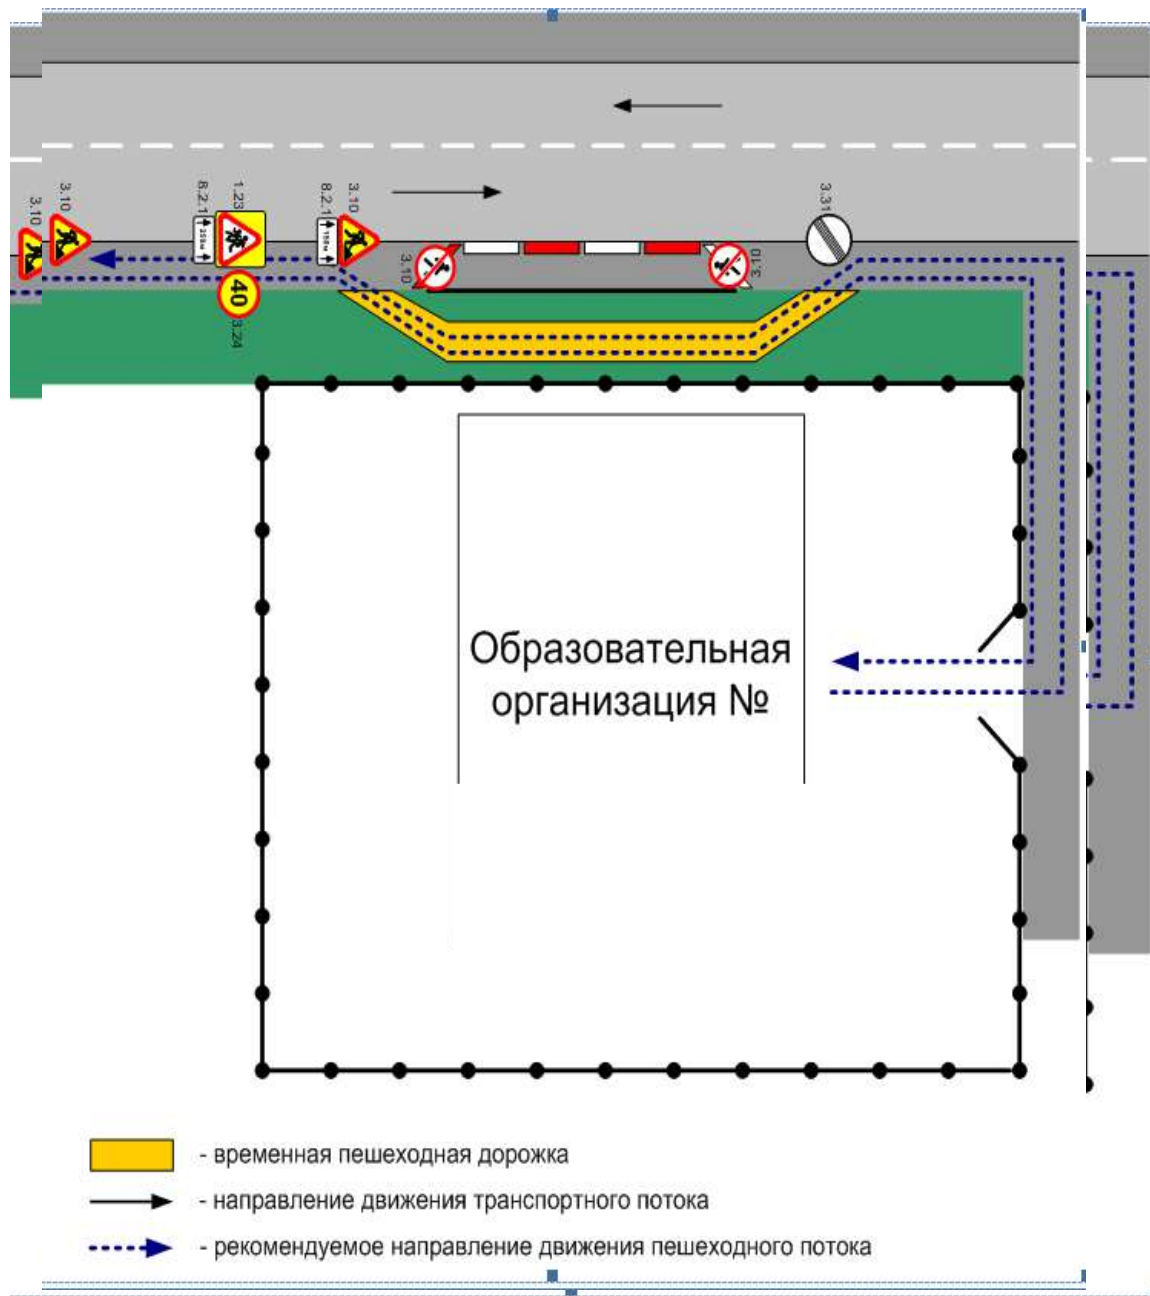 3.10
3.10
8.2.1
1.23
8.2.1
3.10
3.31
3.10
3.10
40
3.24
Образовательная
организация №
- временная пешеходная дорожка
- направление движения транспортного потока
- рекомендуемое направление движения пешеходного потока